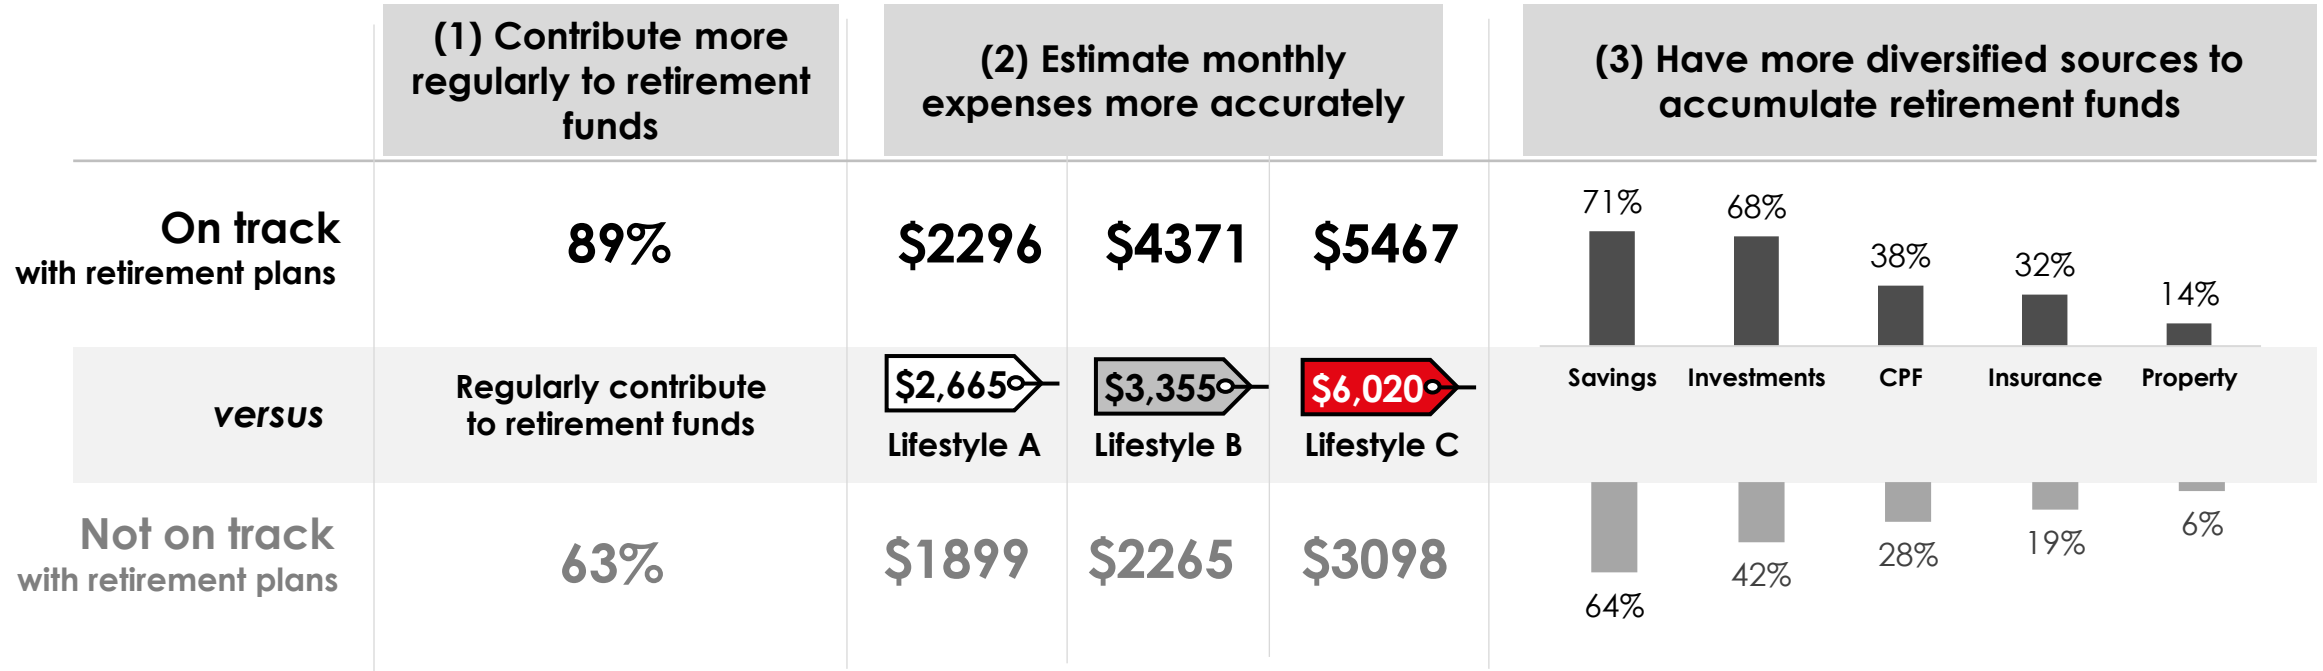 (1) Contribute more
regularly to retirement
funds
(2) Estimate monthly
expenses more accurately
(3) Have more diversified sources to
accumulate retirement funds
On track
with retirement plans
89%
$2296
$4371
$5467
71%
68%
38%
32%
14%
versus
Regularly contribute
to retirement funds
$2,665
Lifestyle A
$3,355
Lifestyle B
$6,020
Lifestyle C
Savings
Investments
CPF
Insurance
Property
Not on track
with retirement plans
63%
$1899
$2265
$3098
64%
42%
28%
19%
6%